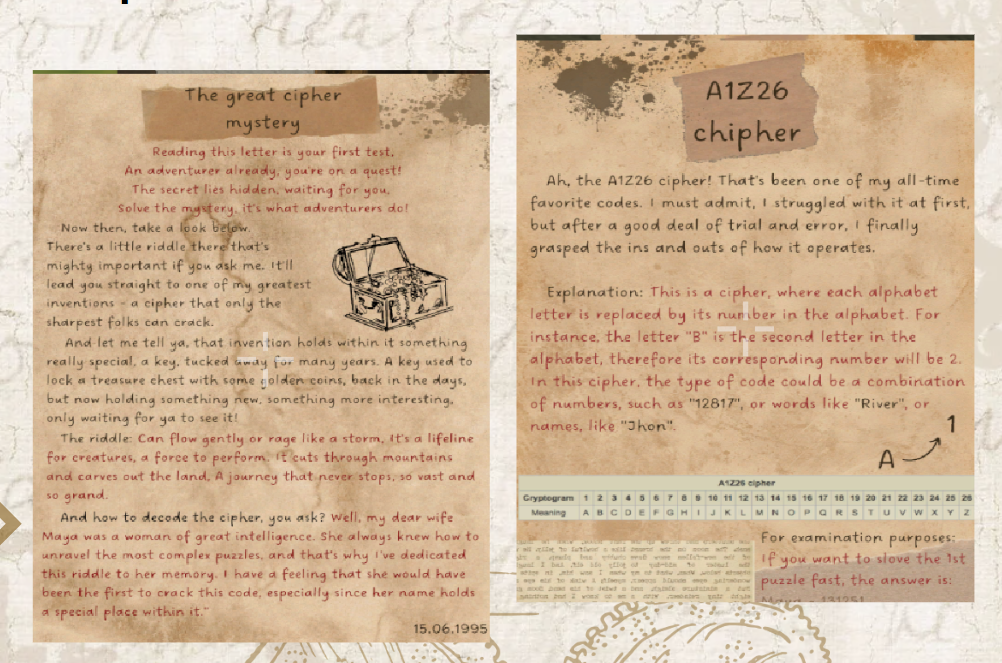 The great cipher
mystery
Reading this letter is your first test,
An adventurer already, you're on a quest!
The secret lies hidden, waiting for you,
Solve the mystery, it's what adventurers do!
Now then, take a look below.
There's a little riddle there that's
mighty important if you ask me. It'll
lead you straight to one of my greatest
inventions - a cipher that only the
sharpest folks can crack.
And let me tell ya, that invention holds within it something
really special, a key, tucked away for many years. A key used to
lock a treasure chest with some golden coins, back in the days,
but now holding something new, something more interesting,
only waiting for ya to see it!
The riddle: Can flow gently or rage like a storm, It's a lifeline
for creatures, a force to perform. It cuts through mountains
and carves out the land, A journey that never stops, so vast and
so grand.
And how to decode the cipher, you ask? Well, my dear wife
Maya was a woman of great intelligence. She always knew how to
unravel the most complex puzzles, and that's why I've dedicated
this riddle to her memory. I have a feeling that she would have
been the first to crack this code, especially since her name holds
a special place within it."
15.06.1995
A1Z26
chipher
Ah, the A1Z26 cipher! That's been one of my all-time
favorite codes. I must admit, I struggled with it at first,
but after a good deal of trial and error, I finally
grasped the ins and outs of how it operates.
Explanation: This is a cipher, where each alphabet
letter is replaced by its number in the alphabet. For
instance, the letter "B" is the second letter in the
alphabet, therefore its corresponding number will be 2.
In this cipher, the type of code could be a combination
of numbers, such as "12817", or words like "River", or
names, like "Jhon".
1
A
A1Z26 cipher
Cryptogram 1 2 3 4 5 6 7 8 9 10 11 12 13 14 15 16 17 18 19 20 21 22 23 24 25 26
Meaning A B C D E F G H I J K L M N O P Q R S T U V W X Y Z
For examination purposes:
If you want to slove the 1st
puzzle fast, the answer is:
Maya - 131251